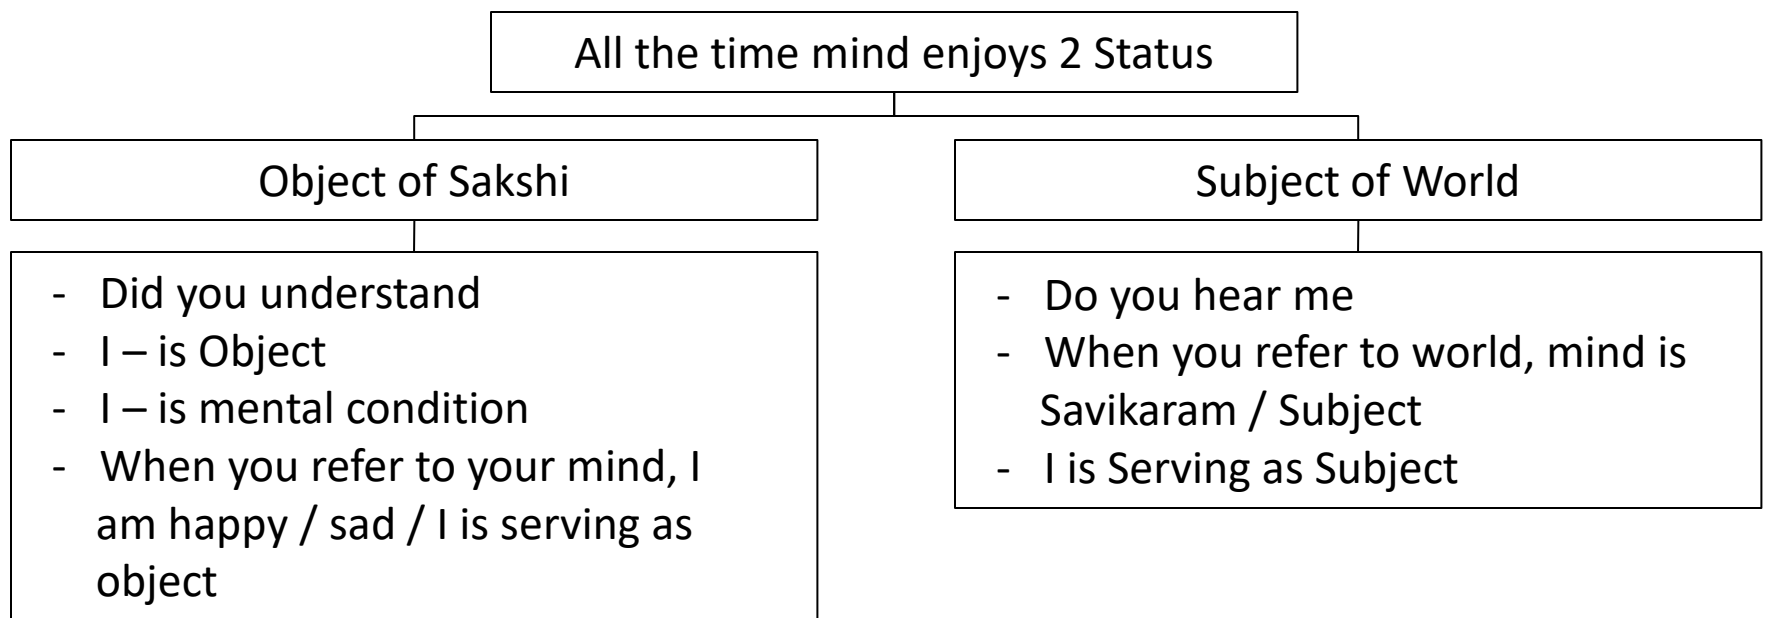 All the time mind enjoys 2 Status
Object of Sakshi
- Did you understand
- I – is Object
- I – is mental condition
- When you refer to your mind, I
am happy / sad / I is serving as
object
Subject of World
- Do you hear me
- When you refer to world, mind is
Savikaram / Subject
- I is Serving as Subject